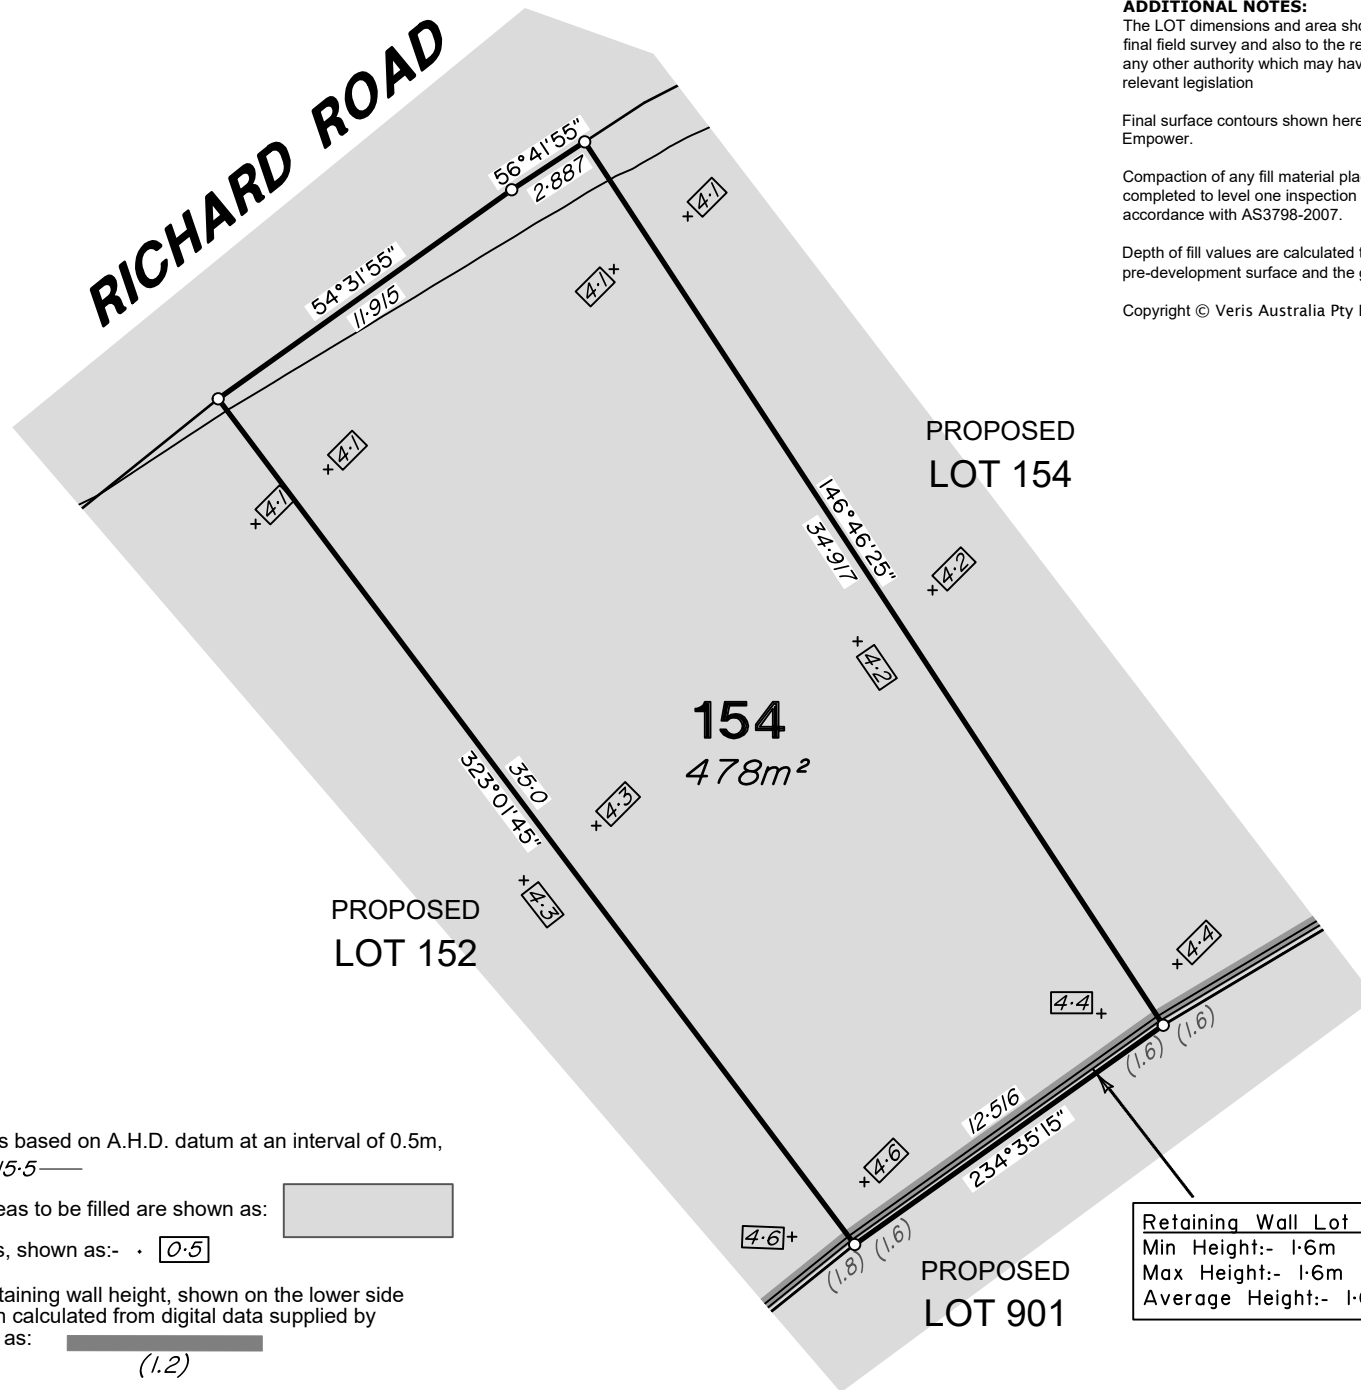 ADDITIONAL NOTES:
The LOT dimensions and area
final field survey and also to the
any other authority which may
relevant legislation
Final surface contours shown
Empower.
Compaction of any fill material
completed to level one inspection
accordance with AS3798-2007.
Depth of fill values are calculated
pre-development surface and the
Copyright © Veris Australia Pty
RICHARD ROAD
56°41'55"
2·887
54°31'55"
11·915
4·1
4·1
4·1
4·1
PROPOSED
LOT 154
146°46'25"
34·917
4·2
4·2
154
478m²
35·0
323°01'45"
4·3
4·3
PROPOSED
LOT 152
4·4
4·4
(1.6) (1.6)
12·516
234°35'15"
4·6
4·6
(1.8) (1.6)
PROPOSED
LOT 901
Retaining Wall Lot
Min Height:- 1·6m
Max Height:- 1·6m
Average Height:-
based on A.H.D. datum at an interval of 0.5m,
15·5
to be filled are shown as:
shown as:- 0·5
wall height, shown on the lower side
calculated from digital data supplied by
as:
(1.2)